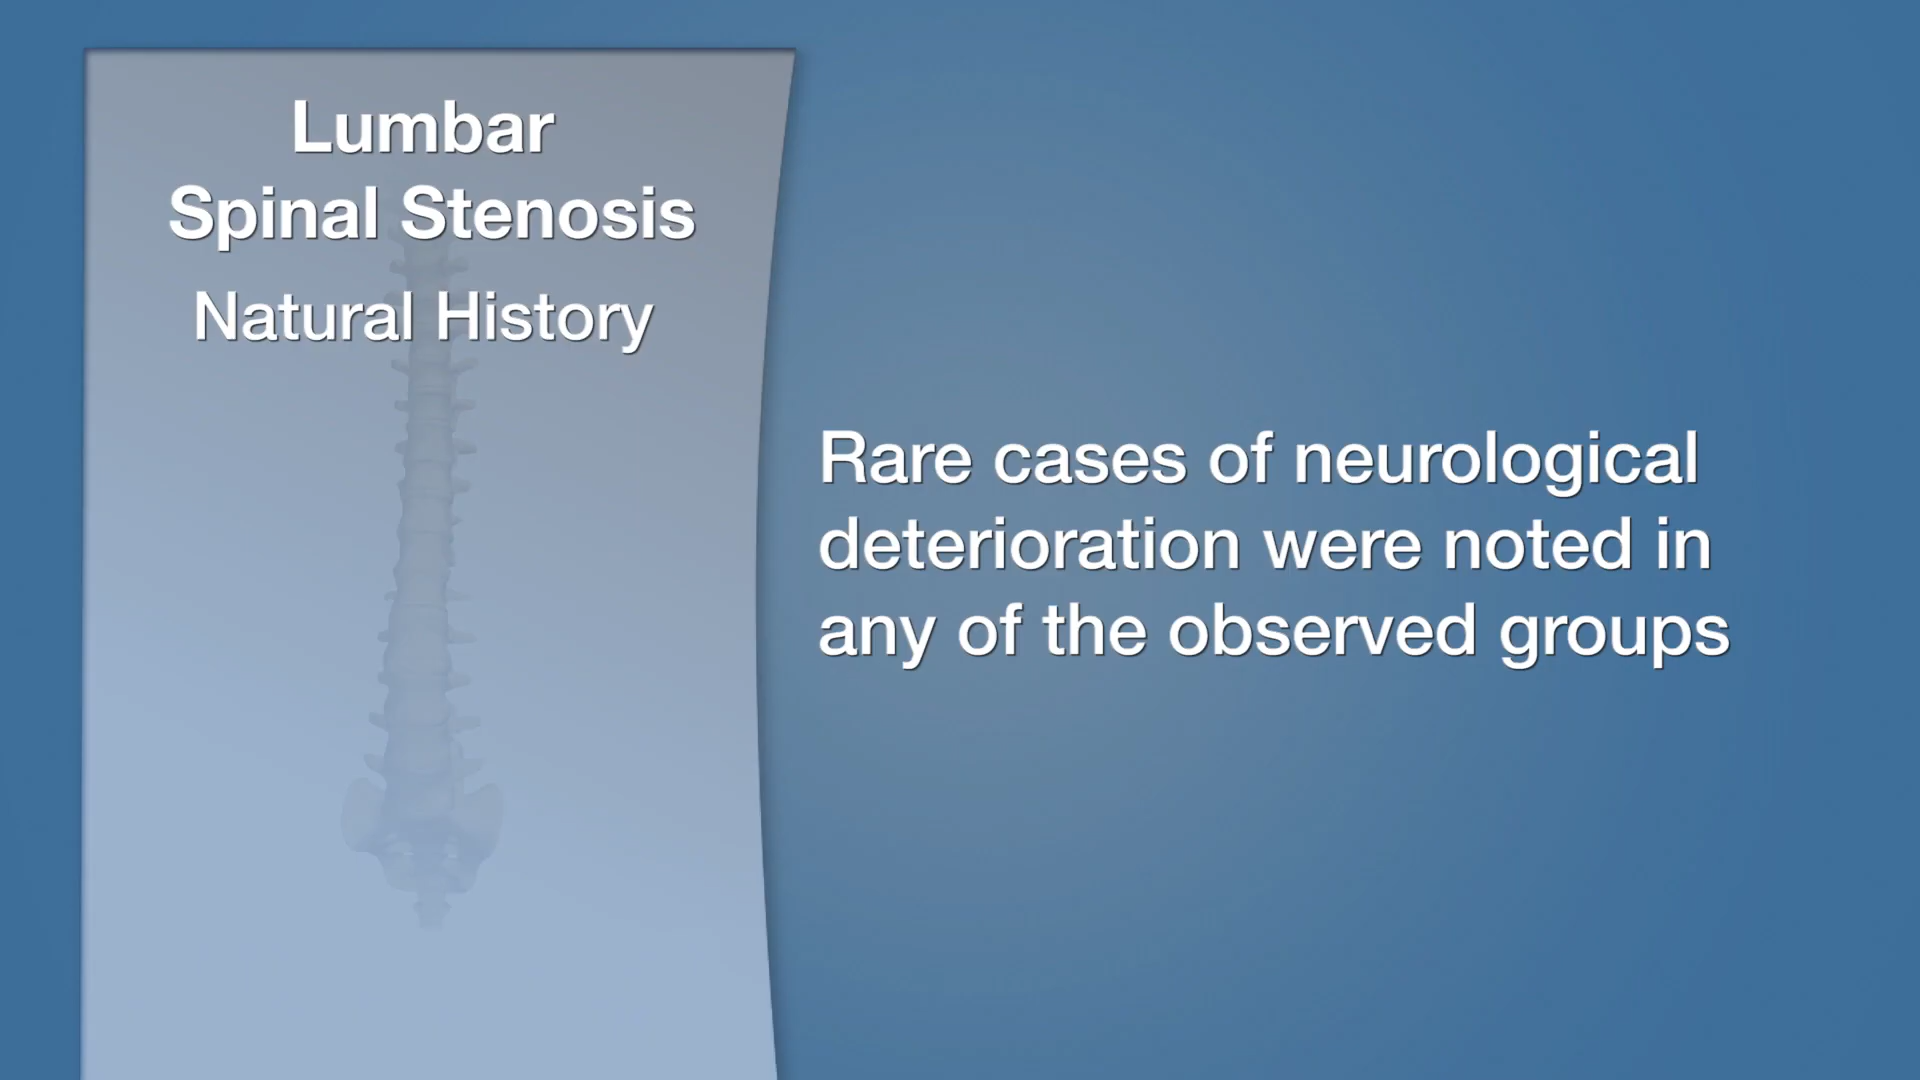 Lumbar
Spinal Stenosis
Natural History
Rare cases of neurological
deterioration were noted in
any of the observed groups